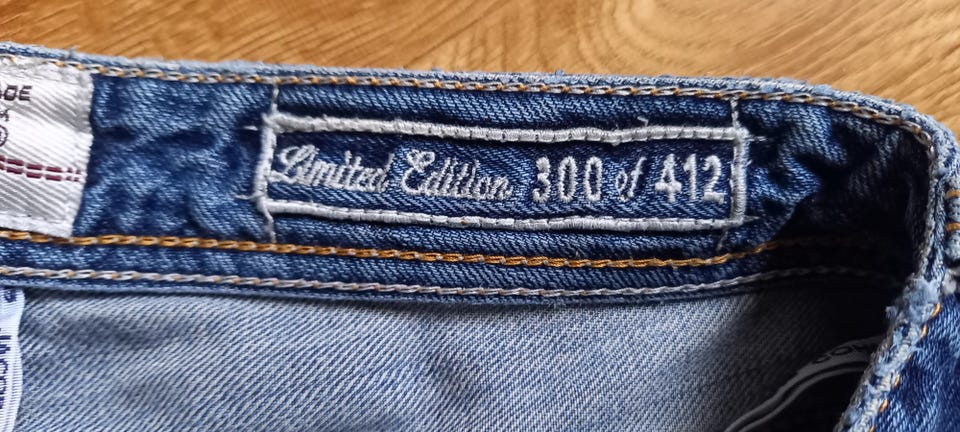 Limited Edition 300 of 412